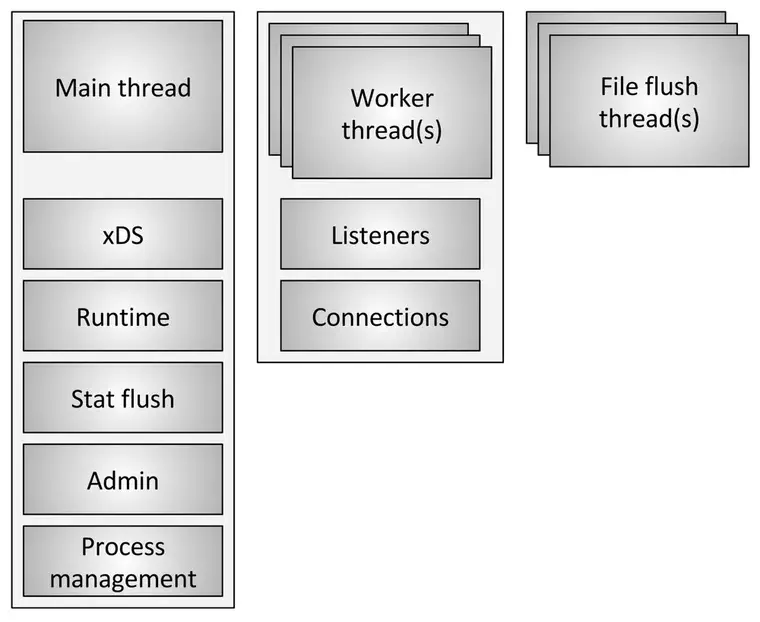 Main thread
xDS
Runtime
Stat flush
Admin
Process
management
Worker
thread(s)
Listeners
Connections
File flush
thread(s)